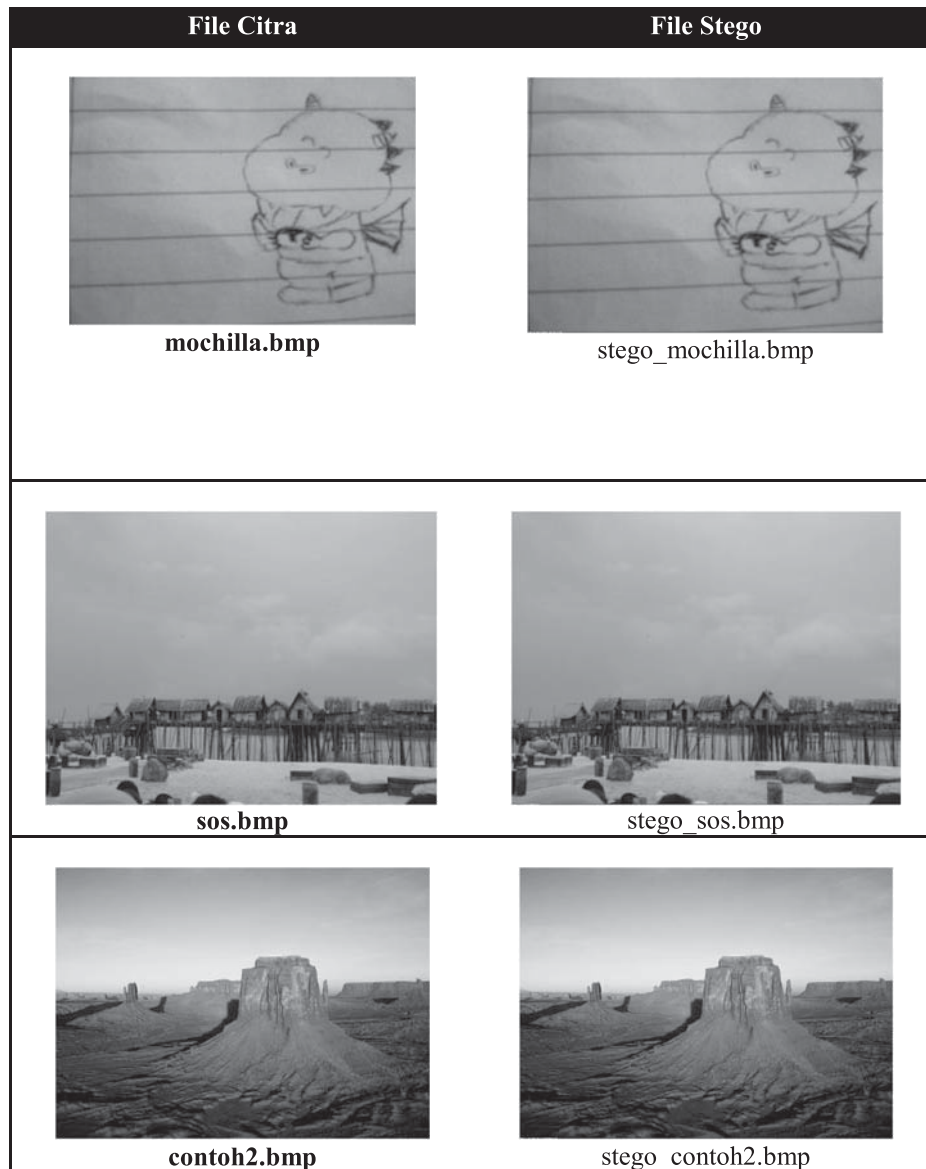 File Citra File Stego
mochilla.bmp stego_mochilla.bmp
sos.bmp stego_sos.bmp
contoh2.bmp stego_contoh2.bmp